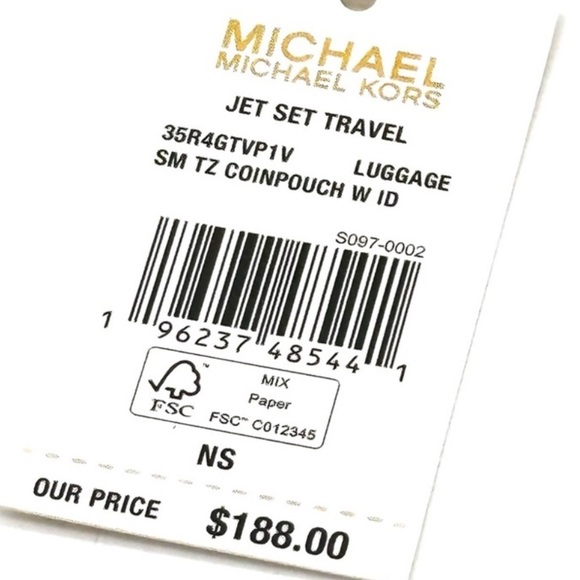 MICHAEL
MICHAEL KORS
JET SET TRAVEL
35R4GTVP1V LUGGAGE
SM TZ COINPOUCH W ID
S097-0002
1 96237 48544 1
FSC™
MIX
Paper
FSC™ C012345
NS
OUR PRICE $188.00